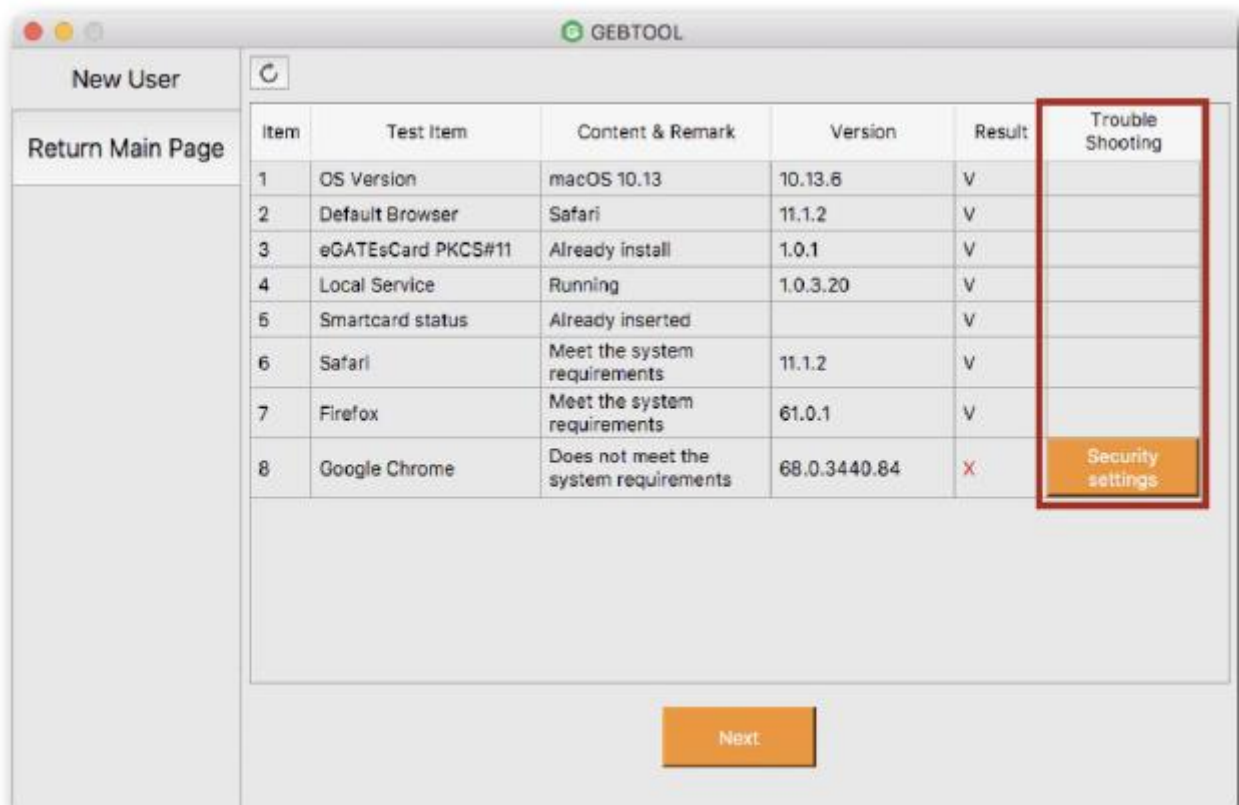 GEBTOOL
New User
Return Main Page
Item Test Item Content & Remark Version Result Trouble
Shooting
1 OS Version macOS 10.13 10.13.6 V
2 Default Browser Safari 11.1.2 V
3 eGATEsCard PKCS#11 Already install 1.0.1 V
4 Local Service Running 1.0.3.20 V
5 Smartcard status Already inserted V
6 Safari Meet the system
requirements 11.1.2 V
7 Firefox Meet the system
requirements 61.0.1 V
8 Google Chrome Does not meet the
system requirements 68.0.3440.84 X Security
settings
Next